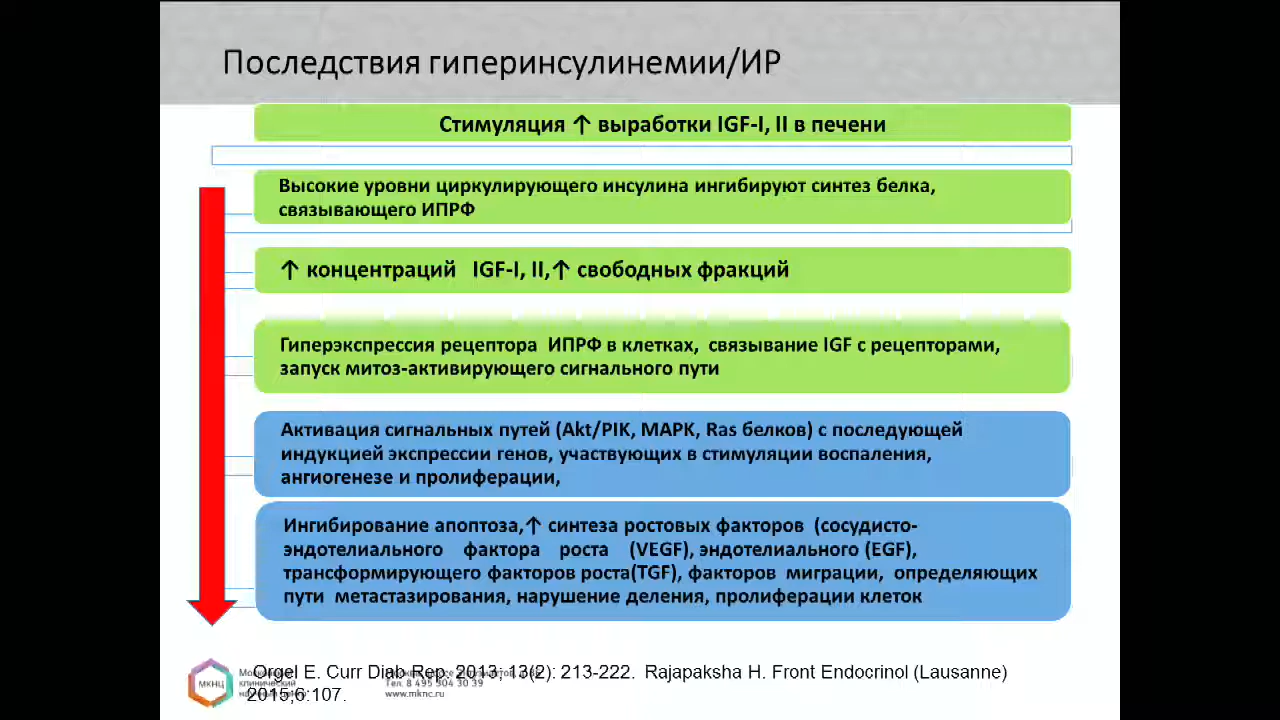 Последствия гиперинсулинемии/ИР
Стимуляция ↑ выработки IGF-I, II в печени
Высокие уровни циркулирующего инсулина ингибируют синтез белка,
связывающего ИПРФ
↑ концентраций IGF-I, II,↑ свободных фракций
Гиперэкспрессия рецептора ИПРФ в клетках, связывание IGF с рецепторами,
запуск митоз-активирующего сигнального пути
Активация сигнальных путей (Akt/PIK, MAPK, Ras белков) с последующей
индукцией экспрессии генов, участвующих в стимуляции воспаления,
ангиогенезе и пролиферации,
Ингибирование апоптоза,↑ синтеза ростовых факторов (сосудисто-
эндотелиального фактора роста (VEGF), эндотелиального (EGF),
трансформирующего факторов роста(TGF), факторов миграции, определяющих
пути метастазирования, нарушение деления, пролиферации клеток
Orgel E. Curr Diab Rep. 2013; 13(2): 213-222. Rajapaksha H. Front Endocrinol (Lausanne)
2015;6:107.
МКНЦ
клинический
Тел. 8 495 304 30 39
www.mknc.ru